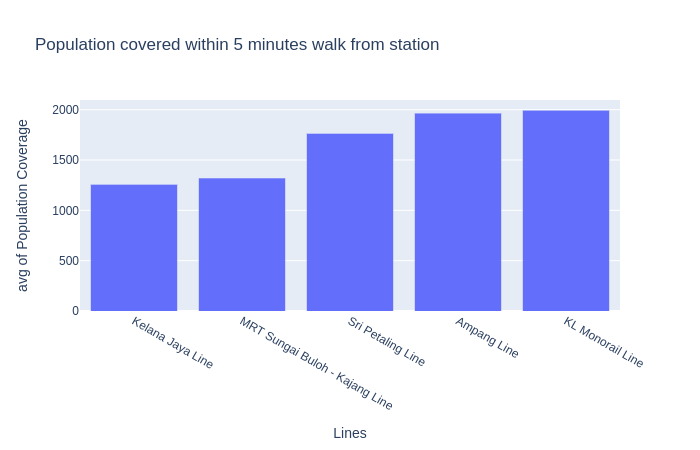 Population covered within 5 minutes walk from station
avg of Population Coverage
2000
1500
1000
500
0
Kelana Jaya Line
MRT Sungai Buloh - Kajang Line
Sri Petaling Line
Ampang Line
KL Monorail Line
Lines